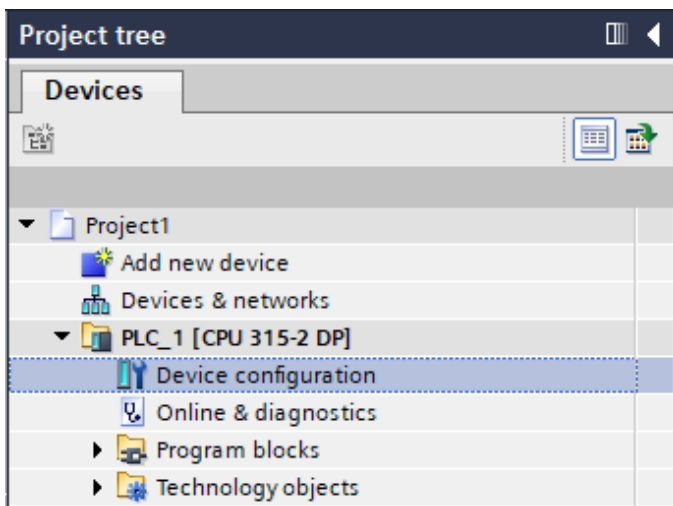 Project tree
Devices
Project1
Add new device
Devices & networks
PLC_1 [CPU 315-2 DP]
Device configuration
Online & diagnostics
Program blocks
Technology objects